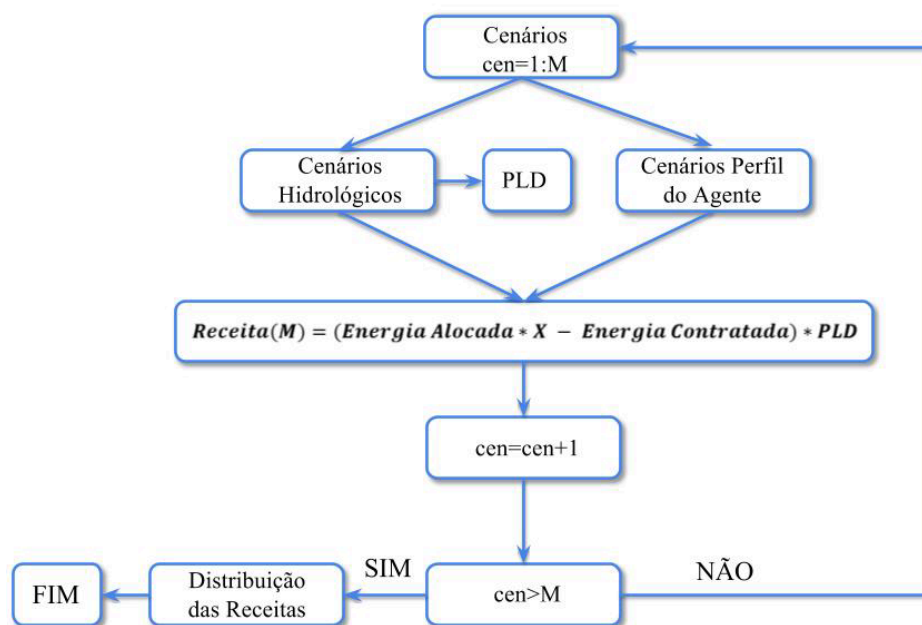 Cenários
cen=1:M
Cenários
Hidrológicos
PLD
Cenários Perfil
do Agente
Receita(M) = (Energia Alocada * X − Energia Contratada) * PLD
cen=cen+1
FIM
Distribuição
das Receitas
SIM
cen>M
NÃO